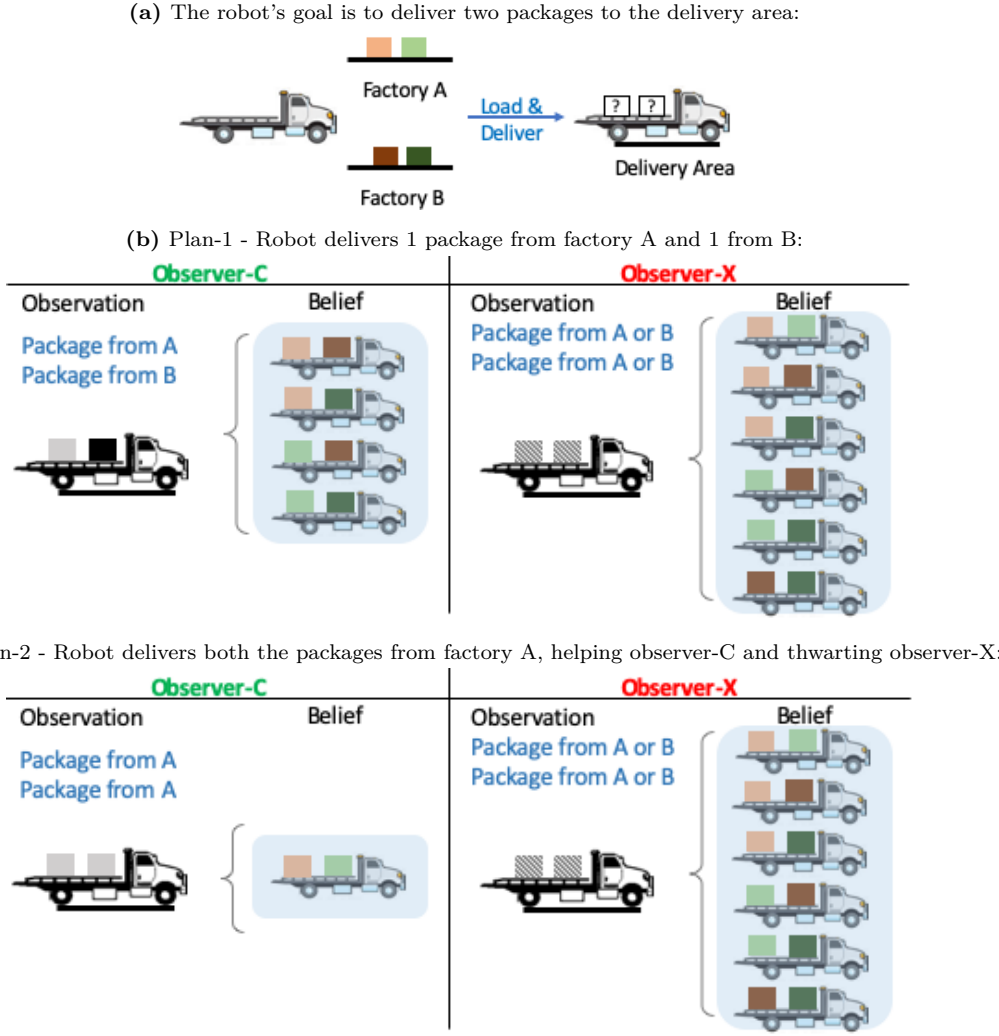 (a) The robot's goal is to deliver two packages to the delivery area:
Factory A
Load &
Deliver
? ?
Delivery Area
Factory B
(b) Plan-1 - Robot delivers 1 package from factory A and 1 from B:
Observer-C
Observer-X
Observation
Belief
Package from A
Package from B
Observation
Belief
Package from A or B
Package from A or B
n-2 - Robot delivers both the packages from factory A, helping observer-C and thwarting observer-X:
Observer-C
Observer-X
Observation
Belief
Package from A
Package from A
Observation
Belief
Package from A or B
Package from A or B